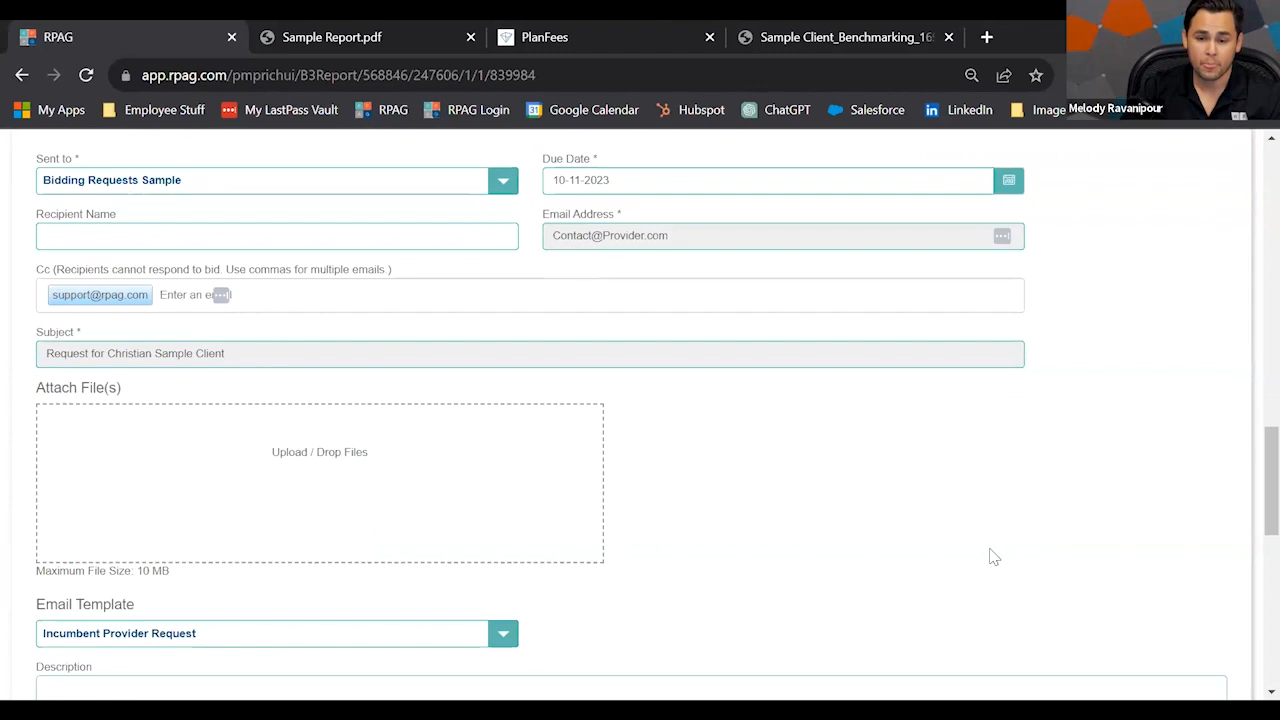 RPAG
Sample Report.pdf
PlanFees
Sample Client_Benchmarking_16
app.rpag.com/pmprichui/B3Report/568846/247606/1/1/839984
My Apps
Employee Stuff
My LastPass Vault
RPAG
RPAG Login
Google Calendar
Hubspot
ChatGPT
Salesforce
LinkedIn
Image
Melody Ravanipour
Sent to *
Due Date *
Bidding Requests Sample
10-11-2023
Recipient Name
Email Address *
Contact@Provider.com
Cc (Recipients cannot respond to bid. Use commas for multiple emails.)
support@rpag.com
Enter an e
Subject *
Request for Christian Sample Client
Attach File(s)
Upload / Drop Files
Maximum File Size: 10 MB
Email Template
Incumbent Provider Request
Description